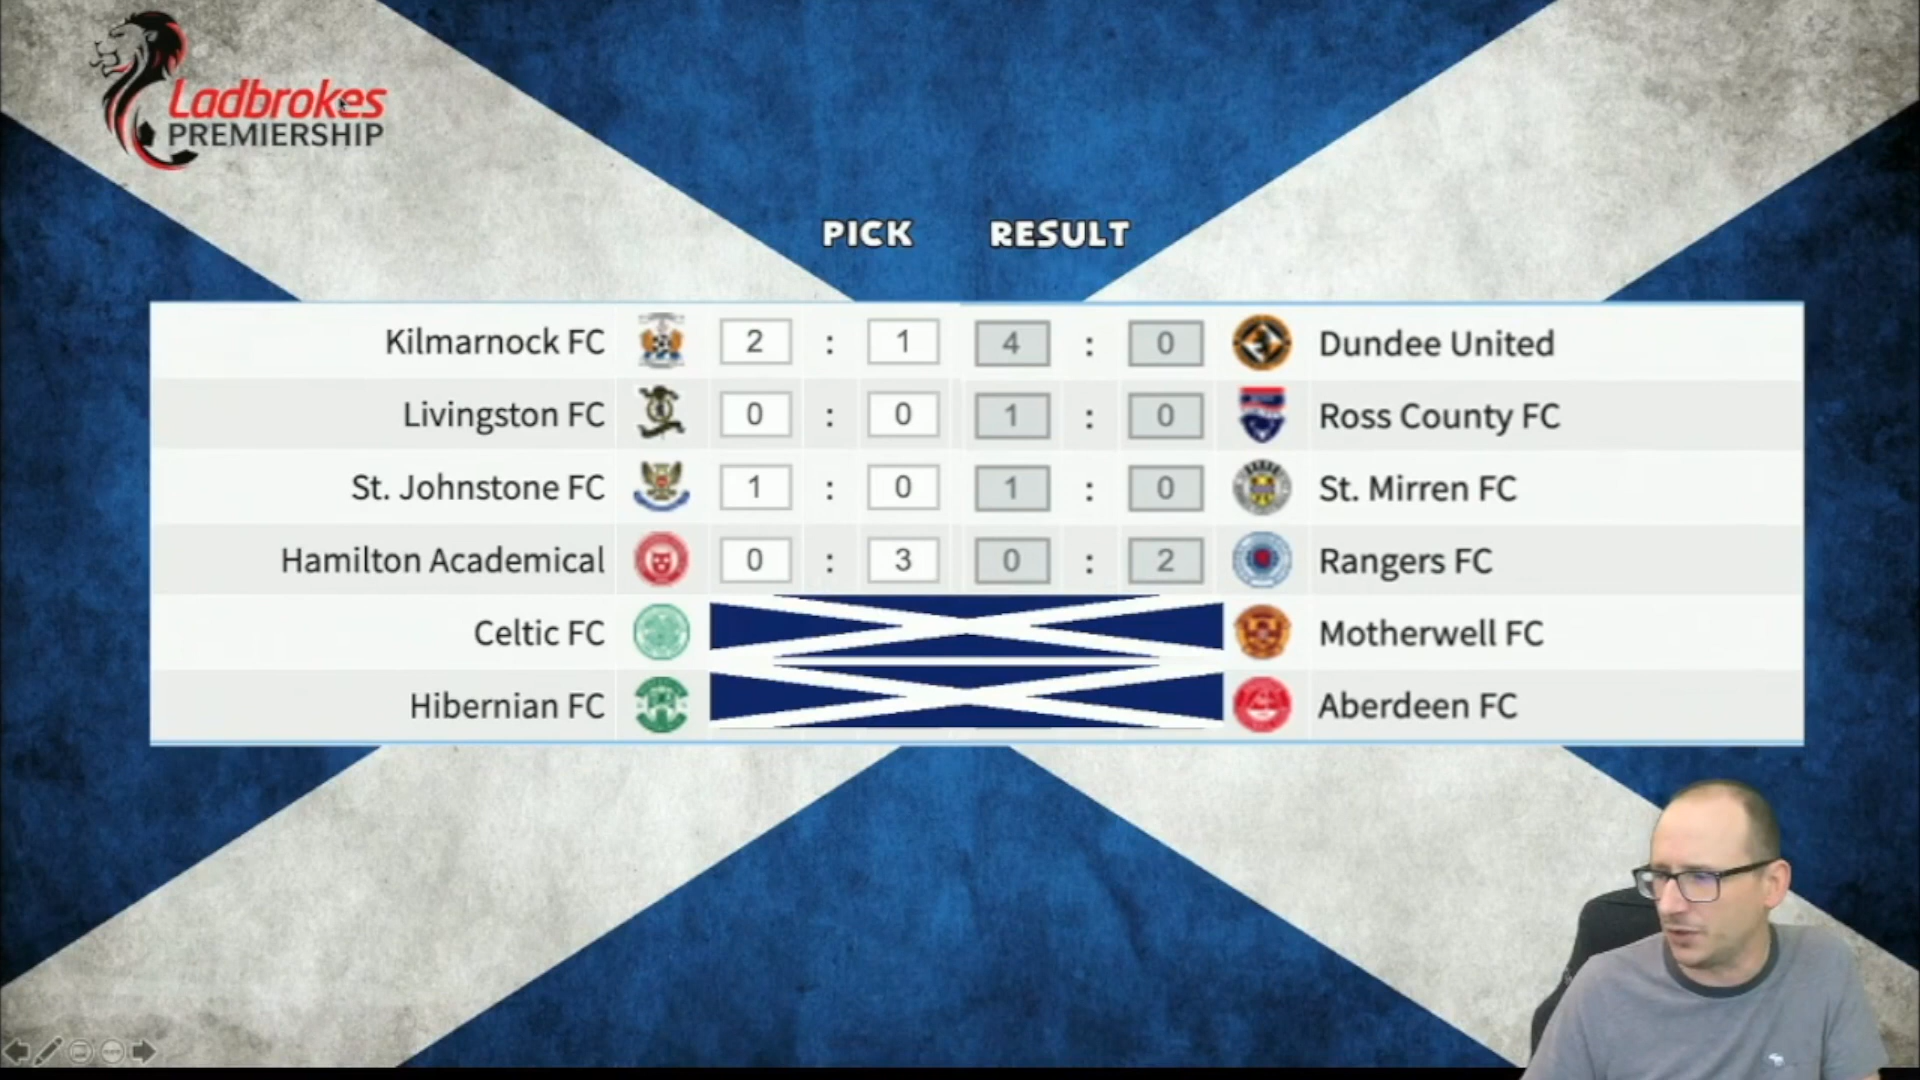 Ladbrokes
PREMIERSHIP
PICK RESULT
Kilmarnock FC 2 : 1 4 : 0 Dundee United
Livingston FC 0 : 0 1 : 0 Ross County FC
St. Johnstone FC 1 : 0 1 : 0 St. Mirren FC
Hamilton Academical 0 : 3 0 : 2 Rangers FC
Celtic FC Motherwell FC
Hibernian FC Aberdeen FC